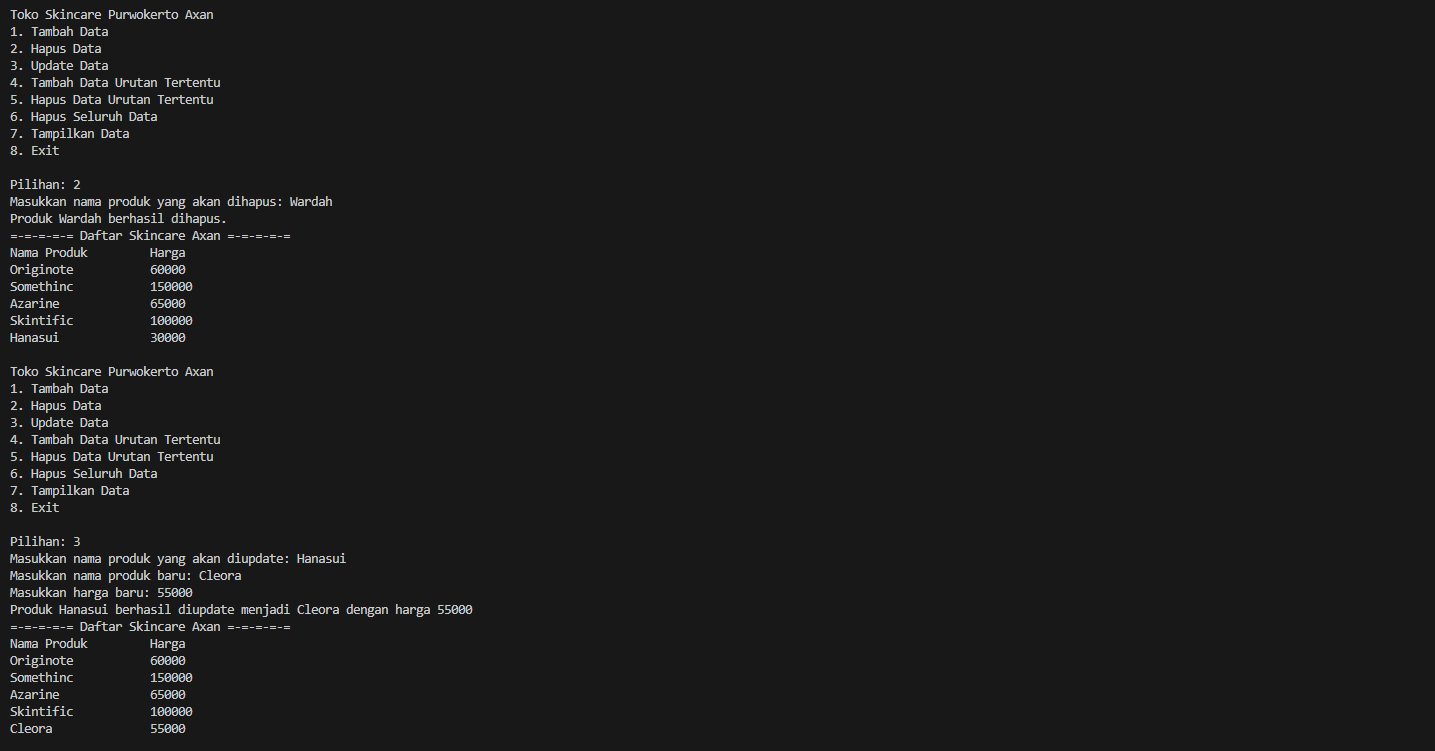 Toko Skincare Purwokerto Axan
1. Tambah Data
2. Hapus Data
3. Update Data
4. Tambah Data Urutan Tertentu
5. Hapus Data Urutan Tertentu
6. Hapus Seluruh Data
7. Tampilkan Data
8. Exit
Pilihan: 2
Masukkan nama produk yang akan dihapus: Wardah
Produk Wardah berhasil dihapus.
=-=-=-=-= Daftar Skincare Axan =-=-=-=-=
Nama Produk Harga
Originote 60000
Somethinc 150000
Azarine 65000
Skintific 100000
Hanasui 30000
Toko Skincare Purwokerto Axan
1. Tambah Data
2. Hapus Data
3. Update Data
4. Tambah Data Urutan Tertentu
5. Hapus Data Urutan Tertentu
6. Hapus Seluruh Data
7. Tampilkan Data
8. Exit
Pilihan: 3
Masukkan nama produk yang akan diupdate: Hanasui
Masukkan nama produk baru: Cleora
Masukkan harga baru: 55000
Produk Hanasui berhasil diupdate menjadi Cleora dengan harga 55000
=-=-=-=-= Daftar Skincare Axan =-=-=-=-=
Nama Produk Harga
Originote 60000
Somethinc 150000
Azarine 65000
Skintific 100000
Cleora 55000